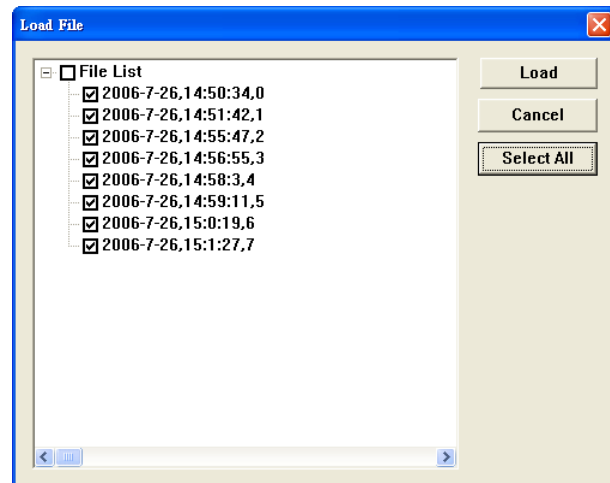 Load File
File List
2006-7-26,14:50:34,0
2006-7-26,14:51:42,1
2006-7-26,14:55:47,2
2006-7-26,14:56:55,3
2006-7-26,14:58:3,4
2006-7-26,14:59:11,5
2006-7-26,15:0:19,6
2006-7-26,15:1:27,7
Load
Cancel
Select All